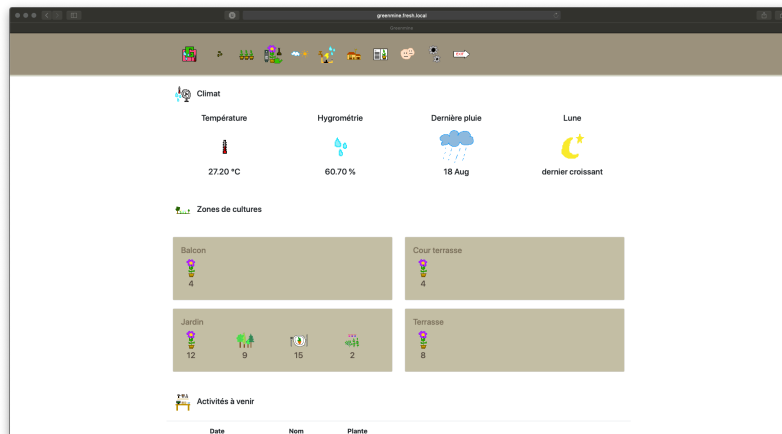 greenmine.fresh.local
Greenmine
Climat
Température Hygrométrie Dernière pluie Lune
27.20 °C 60.70 % 18 Aug dernier croissant
Zones de cultures
Balcon Cour terrasse
4 4
Jardin Terrasse
12 9 15 2 8
Activités à venir
Date Nom Plante